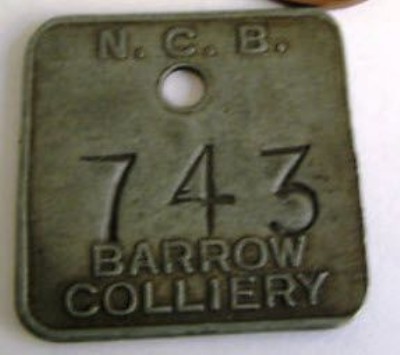 N. C. B.
743
BARROW
COLLIERY